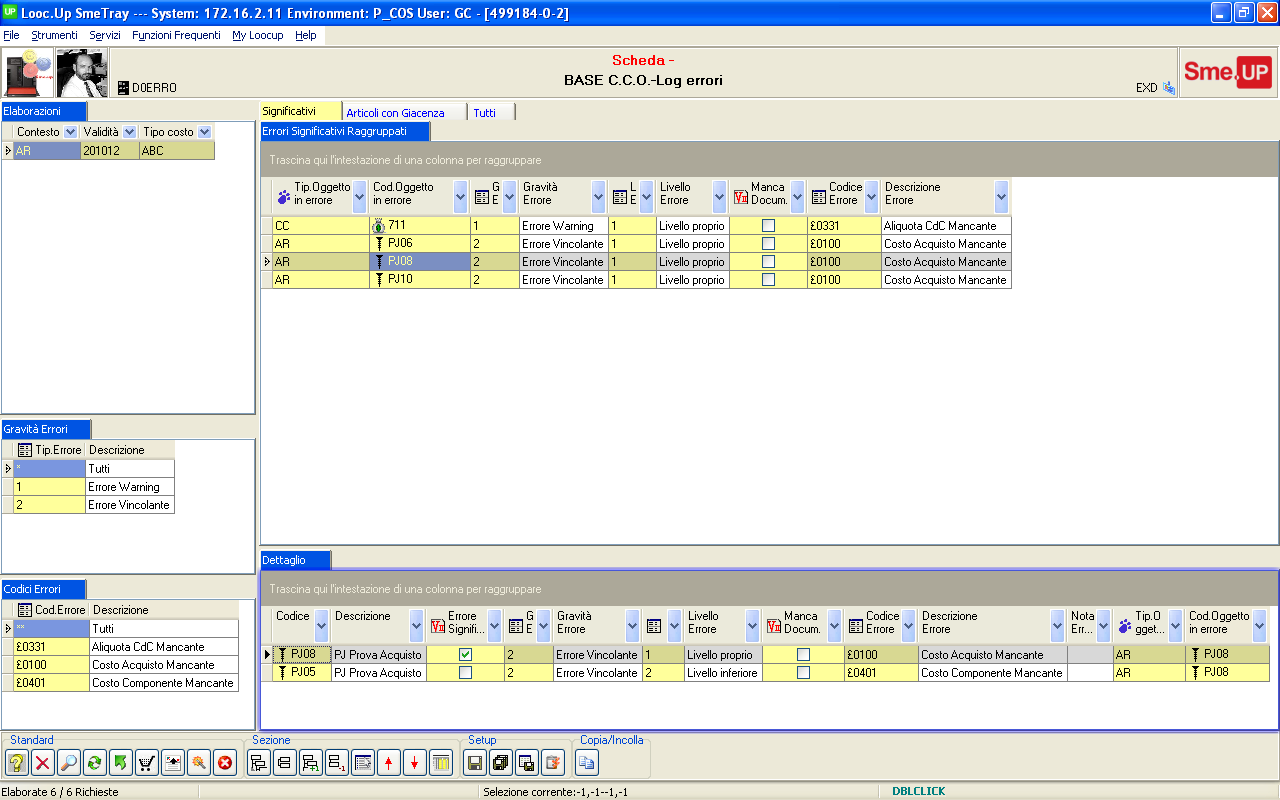 UP Looc.Up SmeTray --- System: 172.16.2.11 Environment: P_COS User: GC - [499184-0-2]
File Strumenti Servizi Funzioni Frequenti My Loocup Help
Scheda -
BASE C.C.O.-Log errori
DOERRO
EXD
Sme.UP
Elaborazioni
Contesto Validità Tipo costo
AR 201012 ABC
Gravità Errori
Tip.Errore Descrizione
* Tutti
1 Errore Warning
2 Errore Vincolante
Codici Errori
Cod.Errore Descrizione
** Tutti
£0331 Aliquota CdC Mancante
£0100 Costo Acquisto Mancante
£0401 Costo Componente Mancante
Significativi Articoli con Giacenza Tutti
Errori Significativi Raggruppati
Trascina qui l'intestazione di una colonna per raggruppare
Tip.Oggetto Cod.Oggetto G Gravità L Livello Manca Codice Descrizione
in errore in errore E Errore E Errore Docum. Errore Errore
CC 711 1 Errore Warning 1 Livello proprio £0331 Aliquota CdC Mancante
AR PJ06 2 Errore Vincolante 1 Livello proprio £0100 Costo Acquisto Mancante
AR PJ08 2 Errore Vincolante 1 Livello proprio £0100 Costo Acquisto Mancante
AR PJ10 2 Errore Vincolante 1 Livello proprio £0100 Costo Acquisto Mancante
Dettaglio
Trascina qui l'intestazione di una colonna per raggruppare
Codice Descrizione Errore G Gravità Livello Manca Codice Descrizione Nota Tip.O Cod.Oggetto
Signifi... E Errore Errore Docum. Errore Errore Err... gget... in errore
PJ08 PJ Prova Acquisto 2 Errore Vincolante 1 Livello proprio £0100 Costo Acquisto Mancante AR PJ08
PJ05 PJ Prova Acquisto 2 Errore Vincolante 2 Livello inferiore £0401 Costo Componente Mancante AR PJ08
Standard Sezione Setup Copia/Incolla
Elaborate 6 / 6 Richieste Selezione corrente:-1,-1--1,-1 DBLCLICK